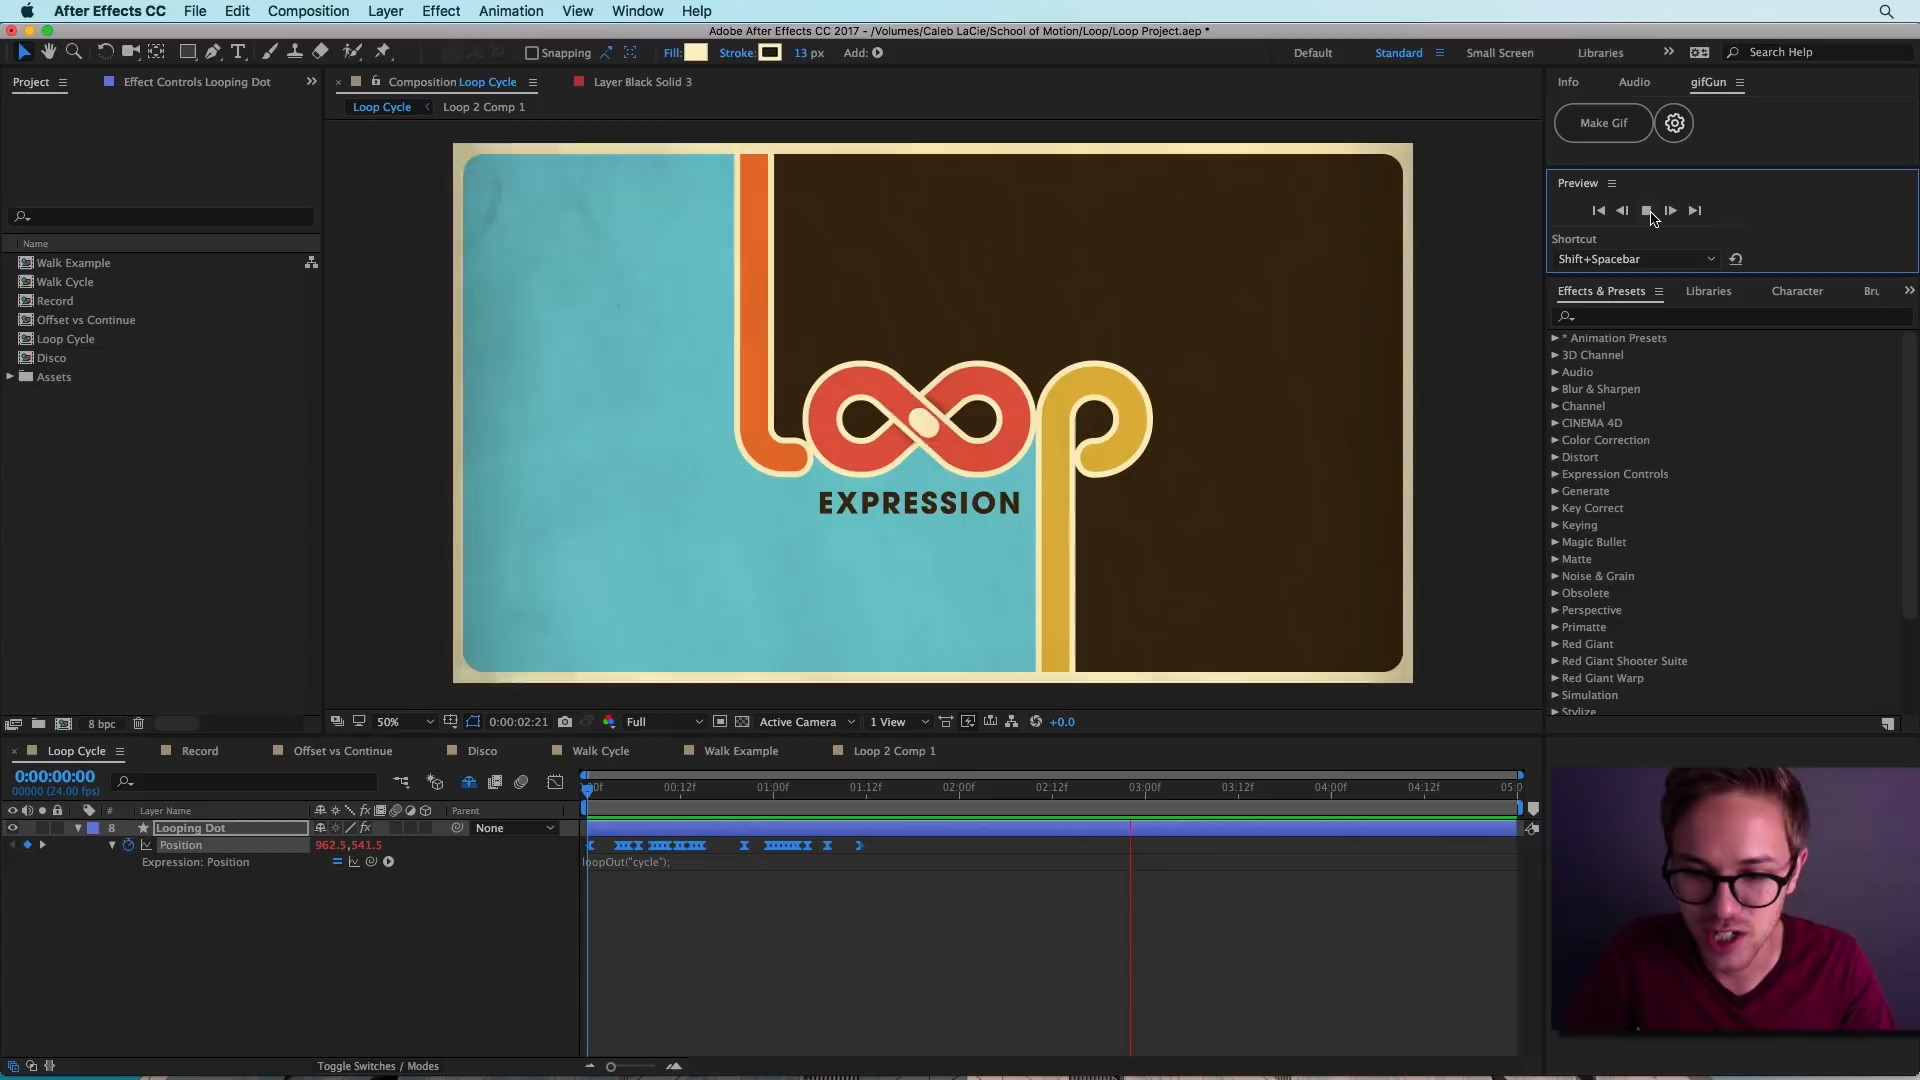 After Effects CC File Edit Composition Layer Effect Animation View Window Help
Adobe After Effects CC 2017 - /Volumes/Caleb LaCie/School of Motion/Loop/Loop Project.aep *
Snapping Fill: Stroke: 13 px Add: Default Standard Small Screen Libraries Search Help
Project Effect Controls Looping Dot
Composition Loop Cycle Layer Black Solid 3
Info Audio gifGun
Loop Cycle Loop 2 Comp 1
Make Gif
Preview
Shortcut
Shift+Spacebar
Name
Walk Example
Walk Cycle
Record
Offset vs Continue
Loop Cycle
Disco
Assets
Loop
EXPRESSION
Effects & Presets Libraries Character Bru
* Animation Presets
3D Channel
Audio
Blur & Sharpen
Channel
CINEMA 4D
Color Correction
Distort
Expression Controls
Generate
Key Correct
Keying
Magic Bullet
Matte
Noise & Grain
Obsolete
Perspective
Primatte
Red Giant
Red Giant Shooter Suite
Red Giant Warp
Simulation
Stylize
8 bpc
50% 0:00:02:21 Full Active Camera 1 View +0.0
Loop Cycle Record Offset vs Continue Disco Walk Cycle Walk Example Loop 2 Comp 1
0:00:00:00
00000 (24.00 fps)
00f 00:12f 01:00f 01:12f 02:00f 02:12f 03:00f 03:12f 04:00f 04:12f 05:0
# Layer Name fx Parent
8 Looping Dot fx None
Position 962.5,541.5
Expression: Position loopOut("cycle");
Toggle Switches / Modes